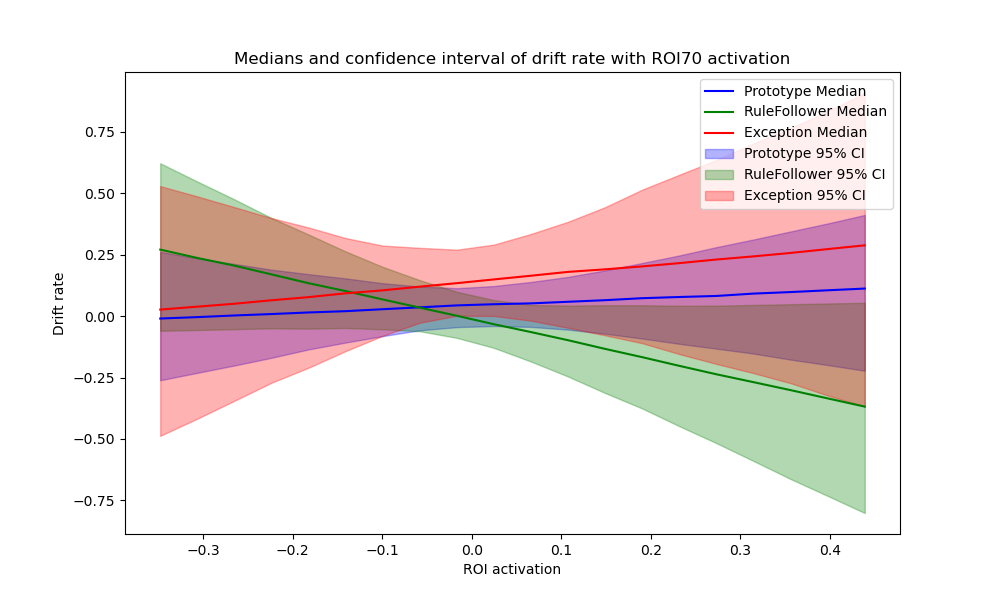 Medians and confidence interval of drift rate with ROI70 activation
Prototype Median
RuleFollower Median
Exception Median
Prototype 95% CI
RuleFollower 95% CI
Exception 95% CI
Drift rate
0.75
0.50
0.25
0.00
−0.25
−0.50
−0.75
−0.3
−0.2
−0.1
0.0
0.1
0.2
0.3
0.4
ROI activation